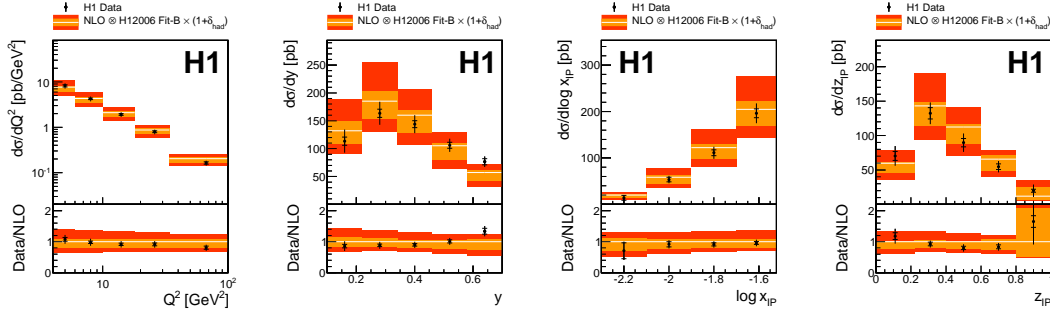 H1 Data
NLO ⊗ H12006 Fit-B × (1+δhad)
H1
dσ/dQ² [pb/GeV²]
10
1
10⁻¹
Data/NLO
2
1
0
10
10²
Q² [GeV²]
H1 Data
NLO ⊗ H12006 Fit-B × (1+δhad)
H1
dσ/dy [pb]
250
200
150
100
50
Data/NLO
2
1
0
0.2
0.4
0.6
y
H1 Data
NLO ⊗ H12006 Fit-B × (1+δhad)
H1
dσ/dlog xIP [pb]
300
200
100
Data/NLO
2
1
0
-2.2
-2
-1.8
-1.6
log xIP
H1 Data
NLO ⊗ H12006 Fit-B × (1+δhad)
H1
dσ/dzIP [pb]
200
150
100
50
0
Data/NLO
2
1
0
0
0.2
0.4
0.6
0.8
1.0
zIP